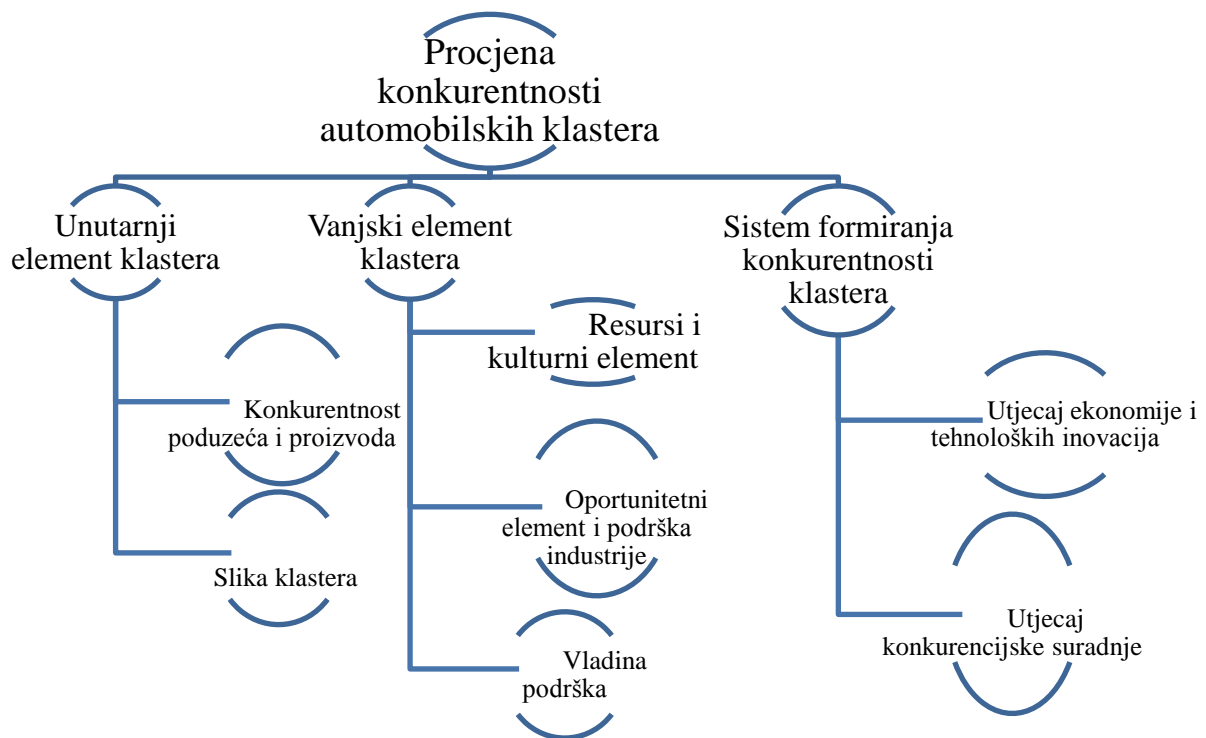 Procjena
konkurentnosti
automobilskih klastera
Unutarnji
element klastera
Vanjski element
klastera
Sistem formiranja
konkurentnosti
klastera
Konkurentnost
poduzeća i proizvoda
Slika klastera
Resursi i
kulturni element
Oportunitetni
element i podrška
industrije
Vladina
podrška
Utjecaj ekonomije i
tehnoloških inovacija
Utjecaj
konkurencijske suradnje